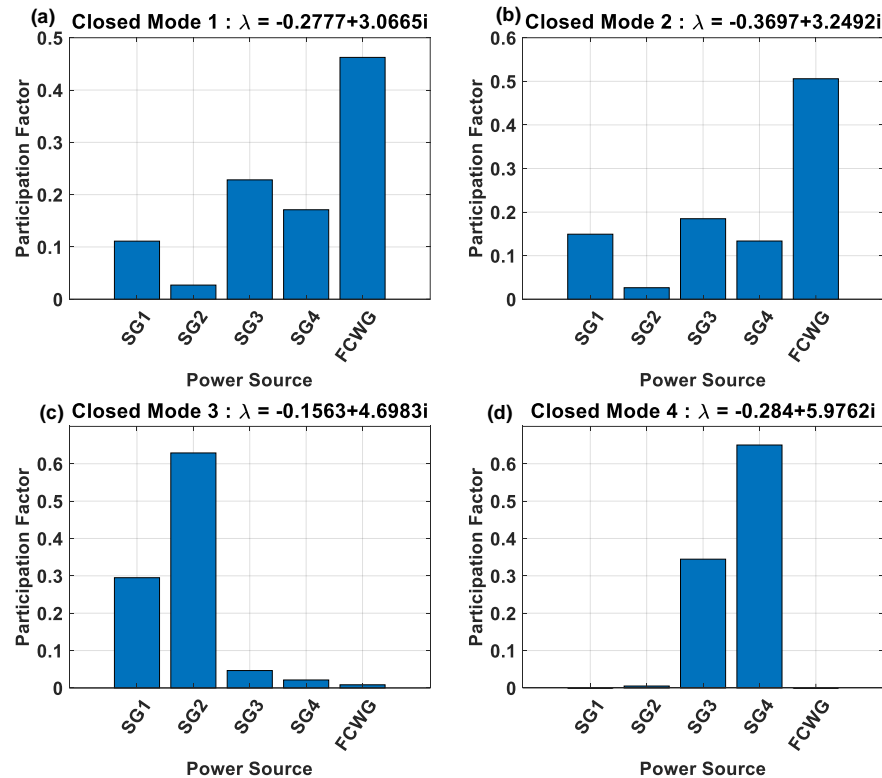 (a) Closed Mode 1 : λ = -0.2777+3.0665i
0.5
0.4
0.3
0.2
0.1
0
Participation Factor
SG1
SG2
SG3
SG4
FCWG
Power Source
(b) Closed Mode 2 : λ = -0.3697+3.2492i
0.6
0.5
0.4
0.3
0.2
0.1
0
Participation Factor
SG1
SG2
SG3
SG4
FCWG
Power Source
(c) Closed Mode 3 : λ = -0.1563+4.6983i
0.6
0.5
0.4
0.3
0.2
0.1
0
Participation Factor
SG1
SG2
SG3
SG4
FCWG
Power Source
(d) Closed Mode 4 : λ = -0.284+5.9762i
0.6
0.5
0.4
0.3
0.2
0.1
0
Participation Factor
SG1
SG2
SG3
SG4
FCWG
Power Source